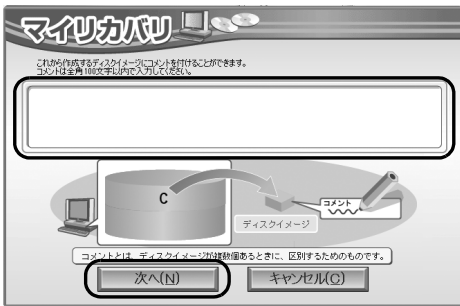 マイリカバリ
これから作成するディスクイメージにコメントを付けることができます。
コメントは全角100文字以内で入力してください。
C
コメント
ディスクイメージ
コメントとは、ディスクイメージが複数個あるときに、区別するためのものです。
次へ(N)
キャンセル(C)